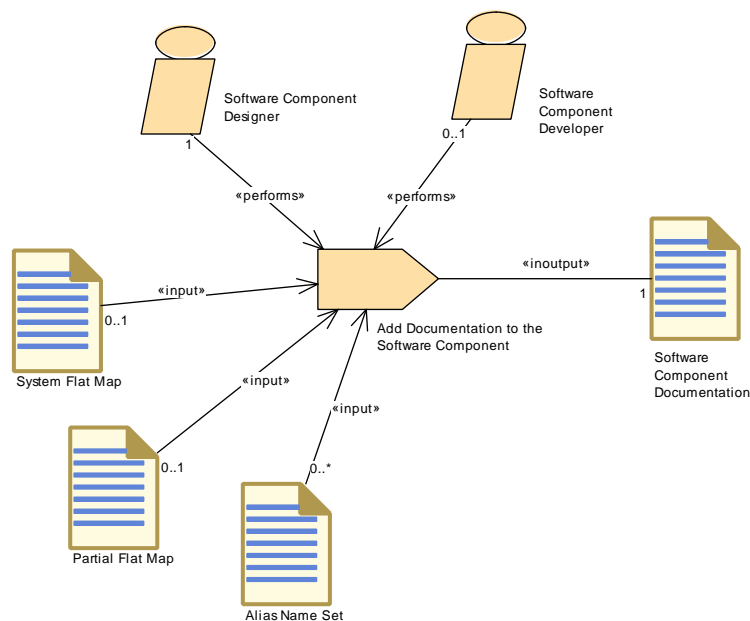 Software Component
Designer
Software
Component
Developer
1
0..1
«performs»
«performs»
«input»
0..1
System Flat Map
«inoutput»
1
Add Documentation to the
Software Component
Software
Component
Documentation
«input»
0..1
Partial Flat Map
«input»
0..*
Alias Name Set